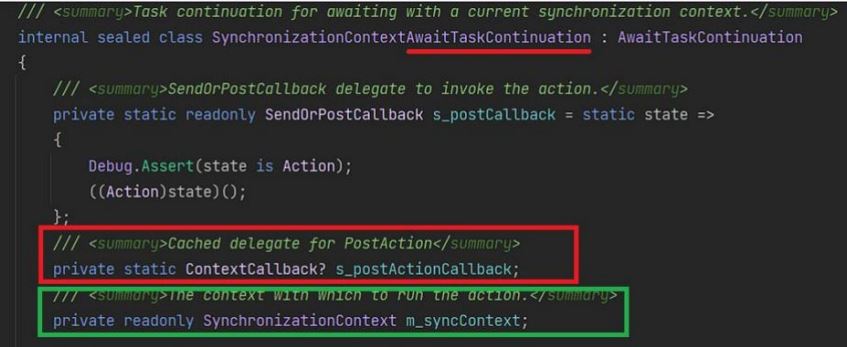 /// <summary>Task continuation for awaiting with a current synchronization context.</summary>
internal sealed class SynchronizationContextAwaitTaskContinuation : AwaitTaskContinuation
{
/// <summary>SendOrPostCallback delegate to invoke the action.</summary>
private static readonly SendOrPostCallback s_postCallback = static state =>
{
Debug.Assert(state is Action);
((Action)state)();
};
/// <summary>Cached delegate for PostAction</summary>
private static ContextCallback? s_postActionCallback;
/// <summary>The context with which to run the action.</summary>
private readonly SynchronizationContext m_syncContext;